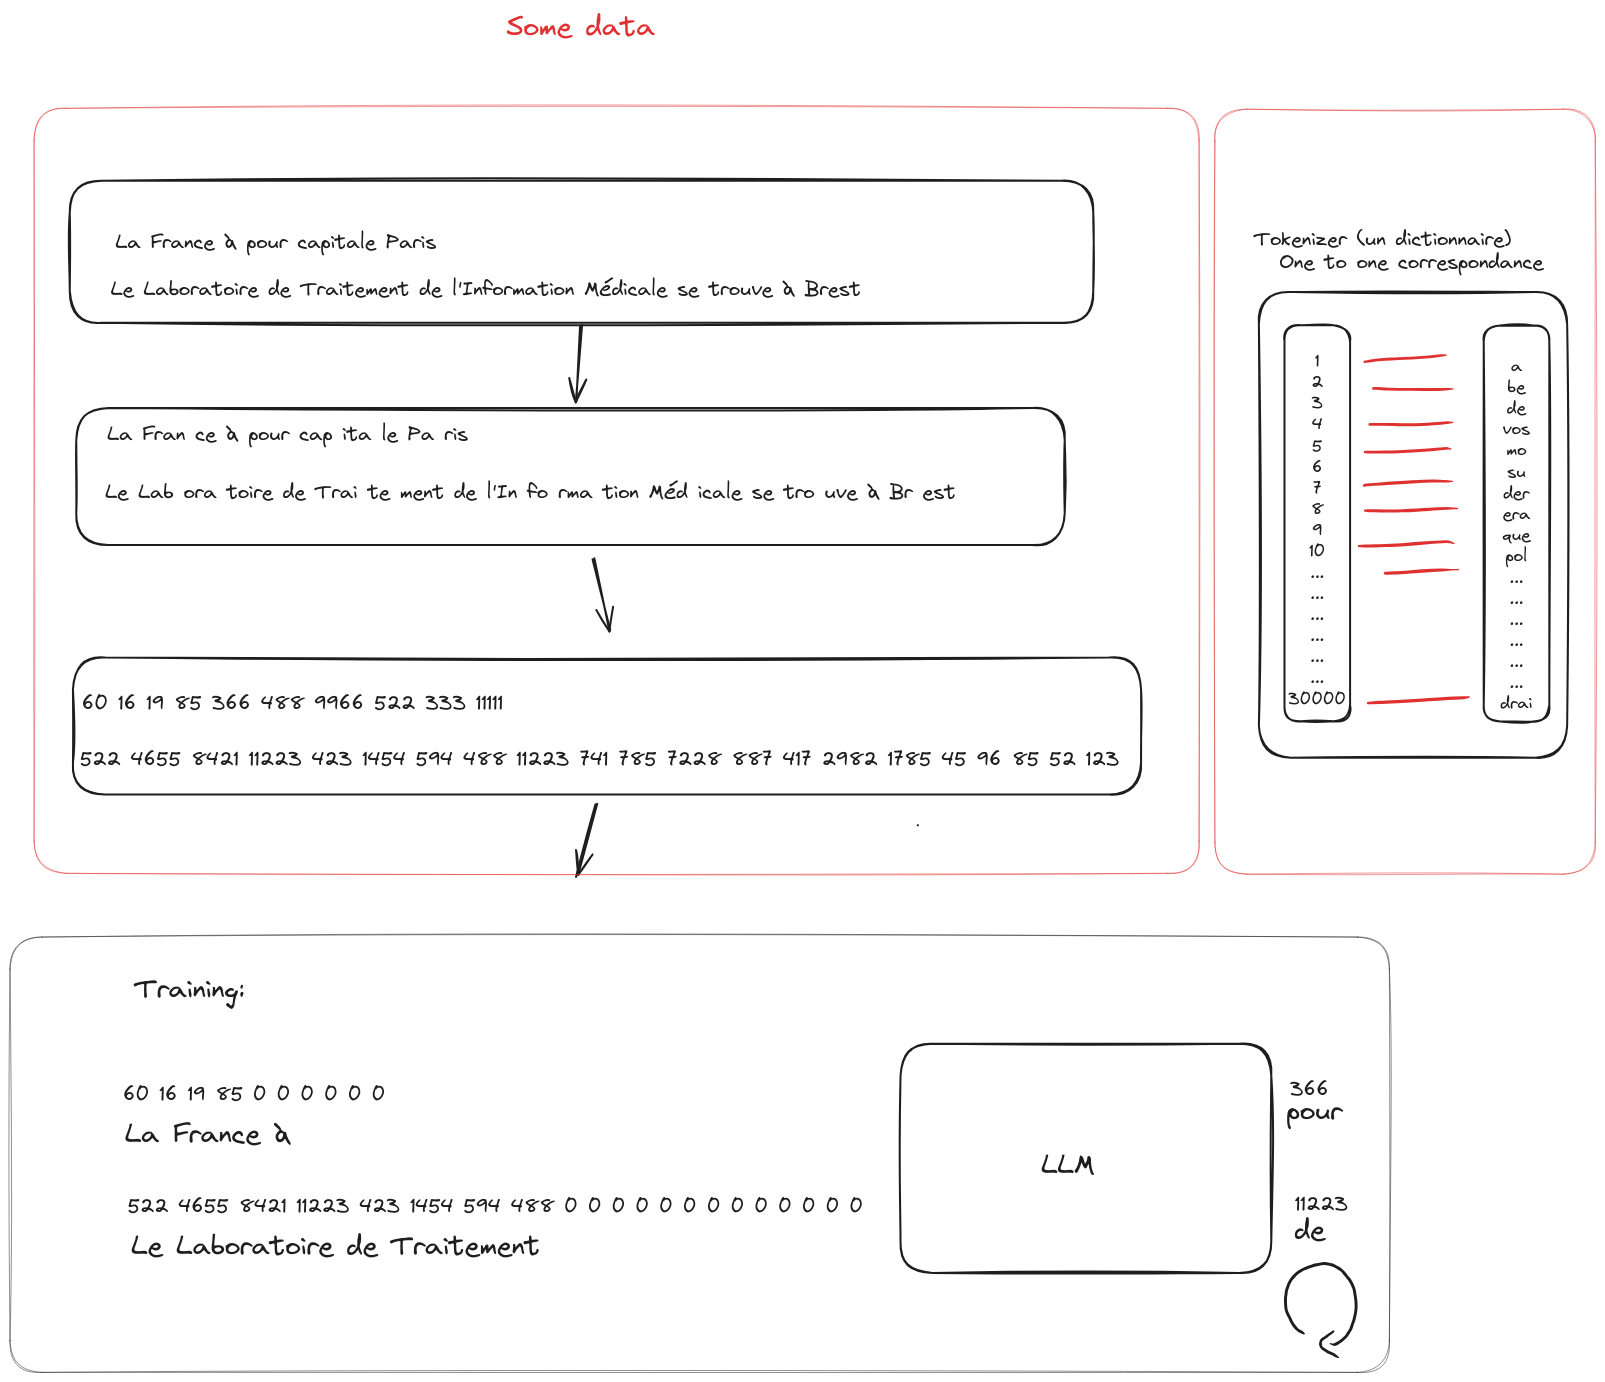 Some data
La France à pour capitale Paris
Le Laboratoire de Traitement de l'Information Médicale se trouve à Brest
La Fran ce à pour cap ita le Pa ris
Le Lab ora toire de Trai te ment de l'In fo rma tion Méd icale se tro uve à Br est
60 16 19 85 366 488 9966 522 333 11111
522 4655 8421 11223 423 1454 594 488 11223 741 785 7228 887 417 2982 1785 45 96 85 52 123
Tokenizer (un dictionnaire)
One to one correspondance
1
2
3
4
5
6
7
8
9
10
...
...
...
...
...
...
30000
a
be
de
vos
mo
su
der
era
que
pol
...
...
...
...
...
...
drai
Training:
60 16 19 85 0 0 0 0 0 0
La France à
522 4655 8421 11223 423 1454 594 488 0 0 0 0 0 0 0 0 0 0 0 0 0
Le Laboratoire de Traitement
LLM
366
pour
11223
de